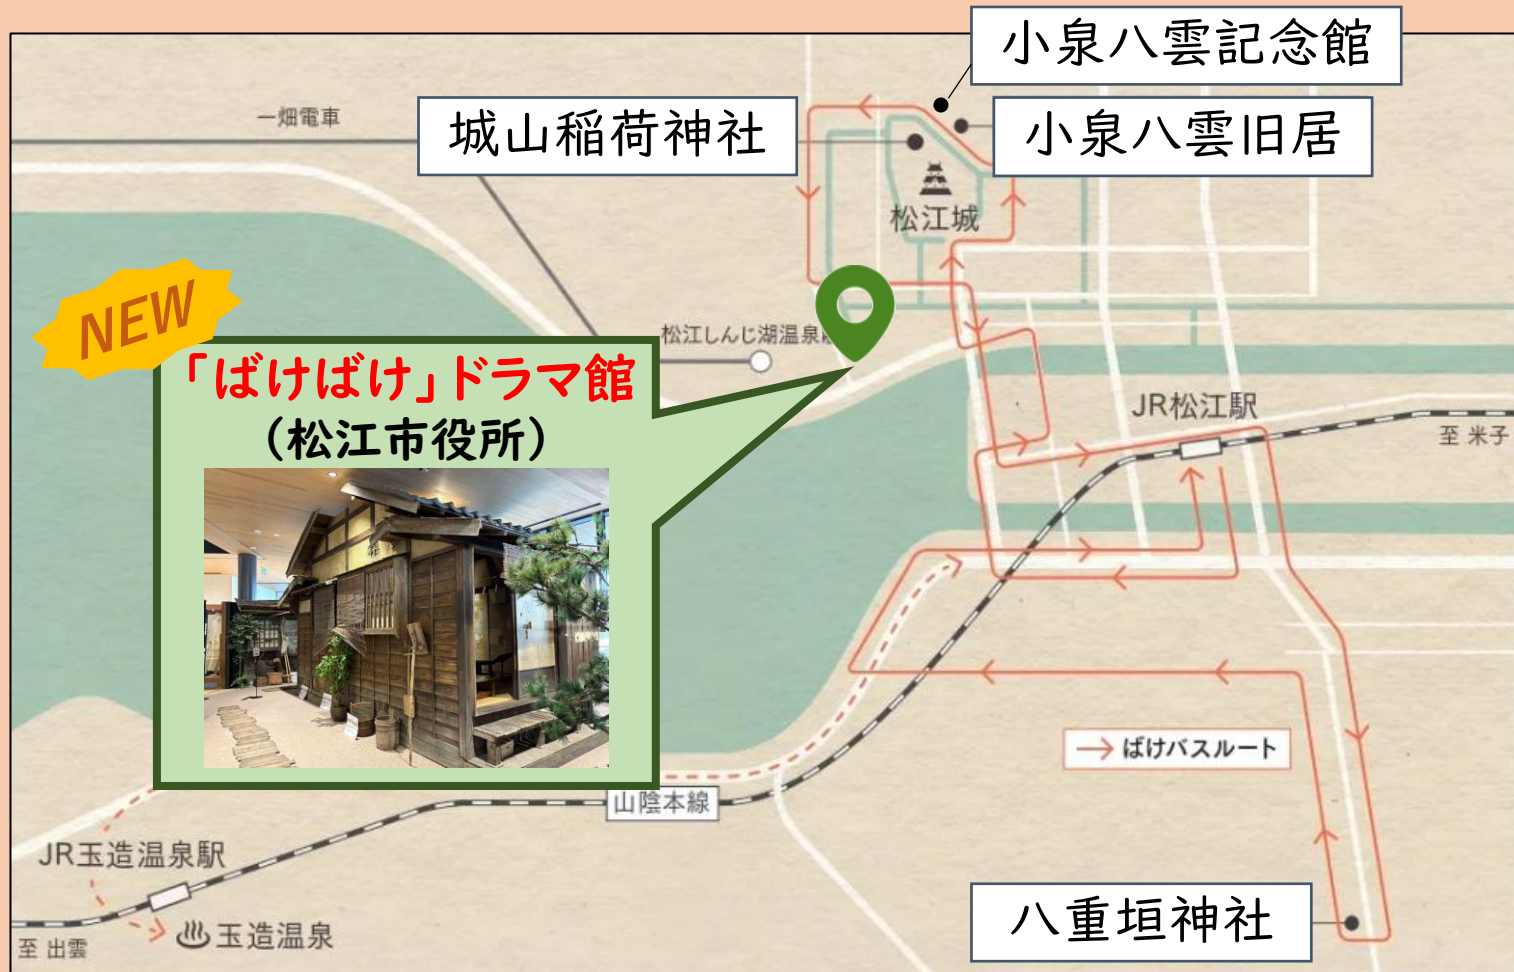 小泉八雲記念館
一畑電車
城山稲荷神社
小泉八雲旧居
松江城
NEW
松江しんじ湖温泉
「ばけばけ」ドラマ館
(松江市役所)
JR松江駅
至 米子
ばけバスルート
山陰本線
JR玉造温泉駅
玉造温泉
至 出雲
八重垣神社